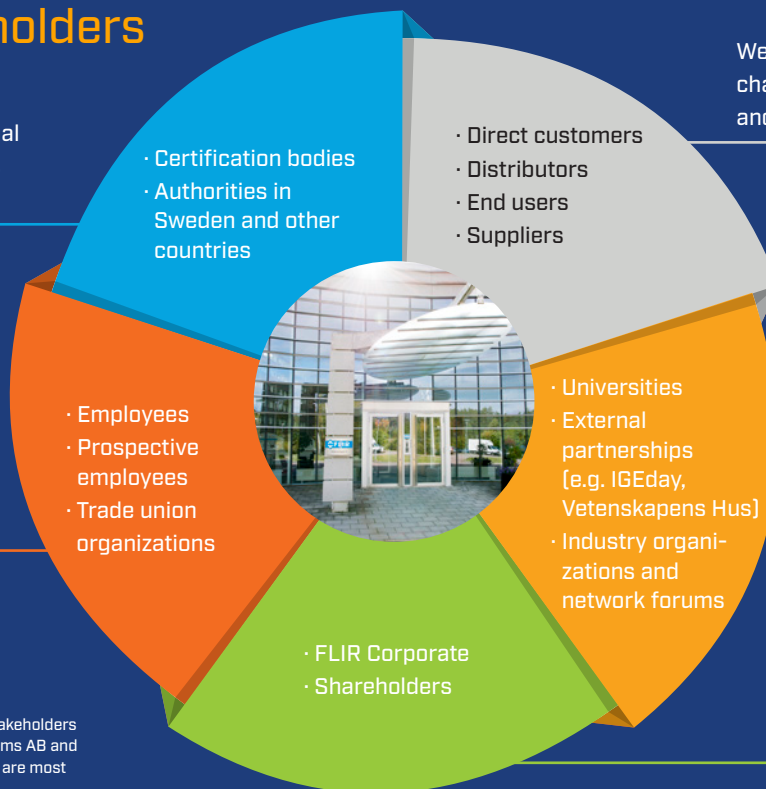 holders
al
We
cha
and
· Certification bodies
· Authorities in
Sweden and other
countries
· Direct customers
· Distributors
· End users
· Suppliers
· Employees
· Prospective
employees
· Trade union
organizations
· Universities
· External
partnerships
(e.g. IGEday,
Vetenskapens Hus)
· Industry organi-
zations and
network forums
· FLIR Corporate
· Shareholders
akeholders
ms AB and
are most
FLIR